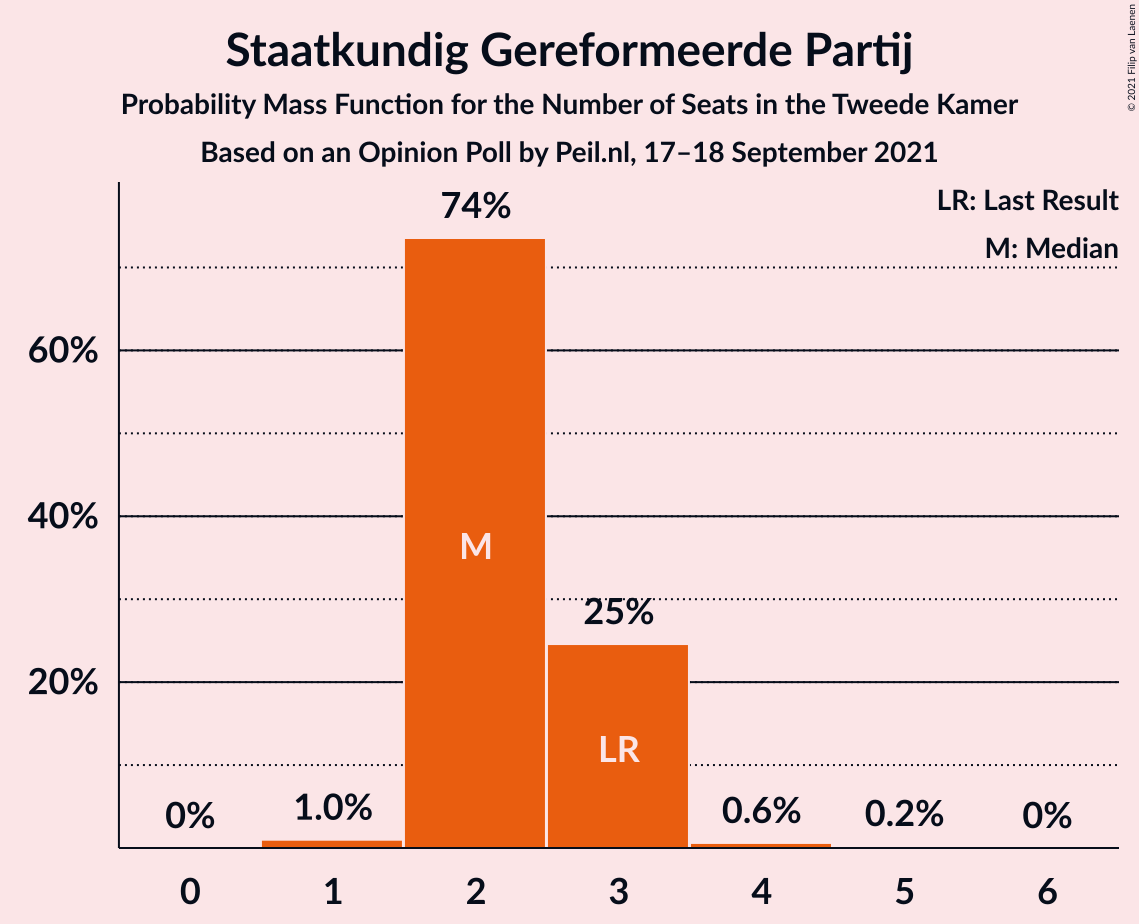 Staatkundig Gereformeerde Partij
Probability Mass Function for the Number of Seats in the Tweede Kamer
Based on an Opinion Poll by Peil.nl, 17–18 September 2021
© 2021 Filip van Laenen
LR: Last Result
M: Median
74%
60%
40%
M
25%
20%
LR
0%
1.0%
0.6%
0.2%
0%
0 1 2 3 4 5 6